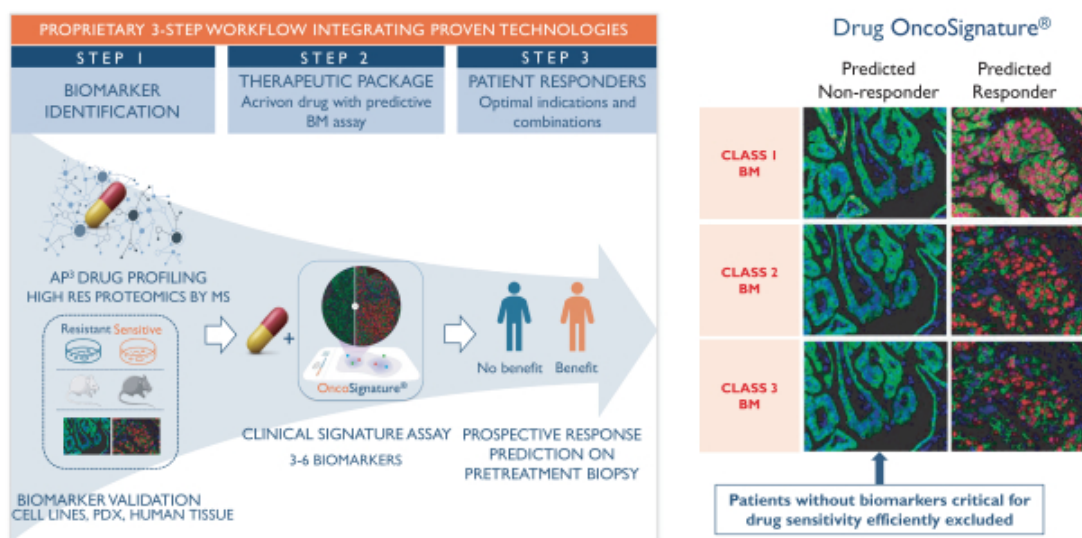 PROPRIETARY 3-STEP WORKFLOW INTEGRATING PROVEN TECHNOLOGIES
STEP 1
BIOMARKER
IDENTIFICATION
STEP 2
THERAPEUTIC PACKAGE
Acrivon drug with predictive
BM assay
STEP 3
PATIENT RESPONDERS
Optimal indications and
combinations
AP³ DRUG PROFILING
HIGH RES PROTEOMICS BY MS
Resistant Sensitive
BIOMARKER VALIDATION
CELL LINES, PDX, HUMAN TISSUE
+
OncoSignature®
CLINICAL SIGNATURE ASSAY
3-6 BIOMARKERS
No benefit Benefit
PROSPECTIVE RESPONSE
PREDICTION ON
PRETREATMENT BIOPSY
Drug OncoSignature®
Predicted
Non-responder
Predicted
Responder
CLASS 1
BM
CLASS 2
BM
CLASS 3
BM
Patients without biomarkers critical for
drug sensitivity efficiently excluded